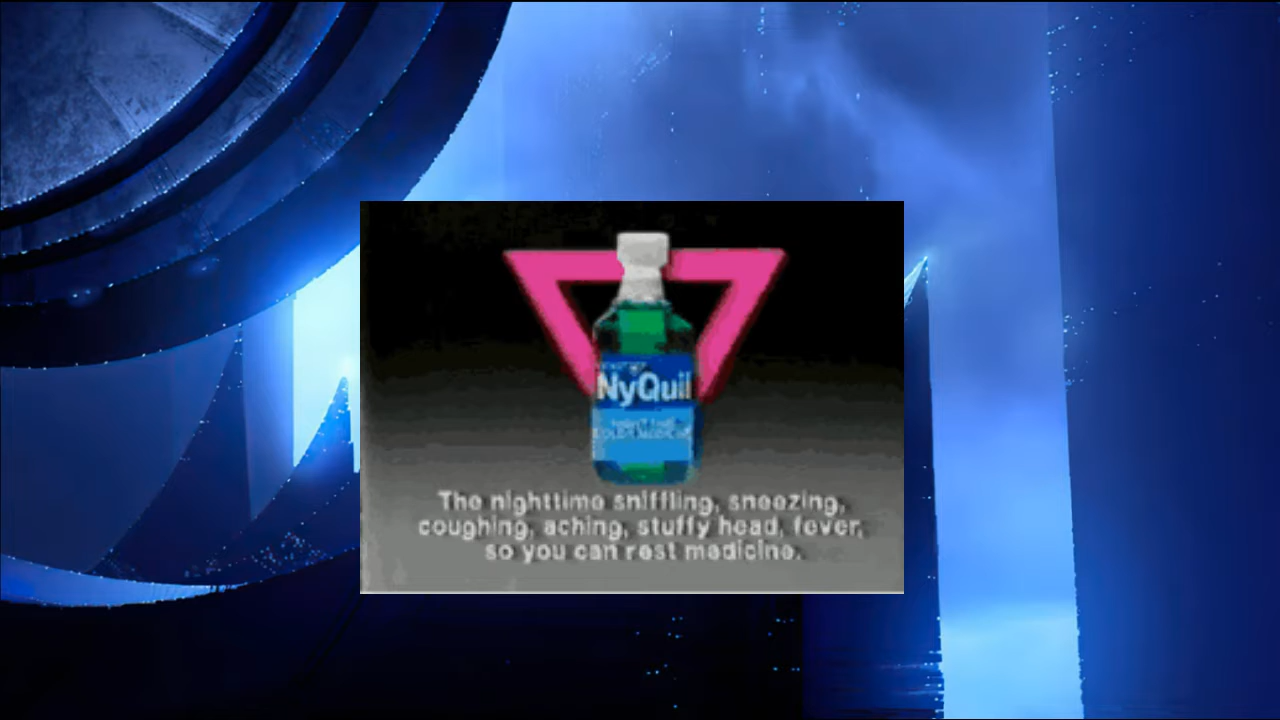 NyQuil
The nighttime sniffling, sneezing,
coughing, aching, stuffy head, fever,
so you can rest medicine.